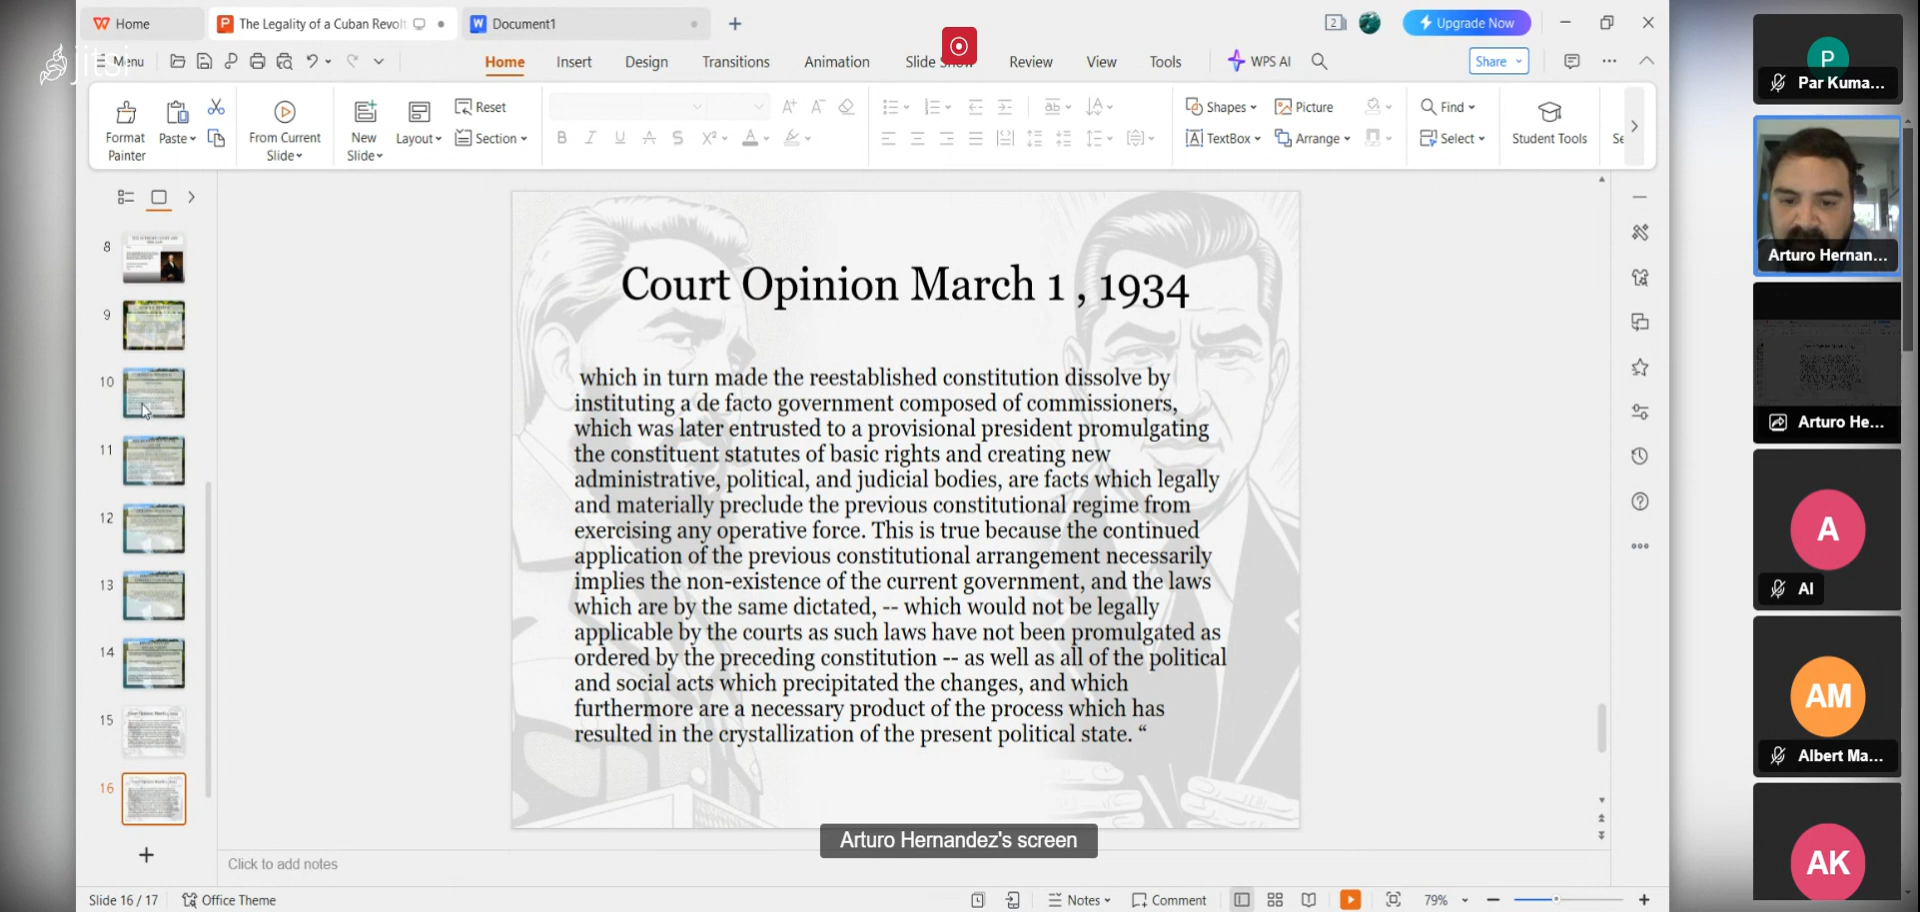 Home
The Legality of a Cuban Revolt
Document1
2
Upgrade Now
jitsi
Menu
Home
Insert
Design
Transitions
Animation
Slide Show
Review
View
Tools
WPS AI
Share
Format
Painter
Paste
From Current
Slide
New
Slide
Layout
Reset
Section
Shapes
Picture
TextBox
Arrange
Find
Select
Student Tools
8
9
10
11
12
13
14
15
16
Court Opinion March 1 , 1934
which in turn made the reestablished constitution dissolve by
instituting a de facto government composed of commissioners,
which was later entrusted to a provisional president promulgating
the constituent statutes of basic rights and creating new
administrative, political, and judicial bodies, are facts which legally
and materially preclude the previous constitutional regime from
exercising any operative force. This is true because the continued
application of the previous constitutional arrangement necessarily
implies the non-existence of the current government, and the laws
which are by the same dictated, -- which would not be legally
applicable by the courts as such laws have not been promulgated as
ordered by the preceding constitution -- as well as all of the political
and social acts which precipitated the changes, and which
furthermore are a necessary product of the process which has
resulted in the crystallization of the present political state. “
Arturo Hernandez's screen
Click to add notes
Slide 16 / 17
Office Theme
Notes
Comment
79%
P
Par Kuma...
Arturo Hernan...
Arturo He...
A
Al
AM
Albert Ma...
AK